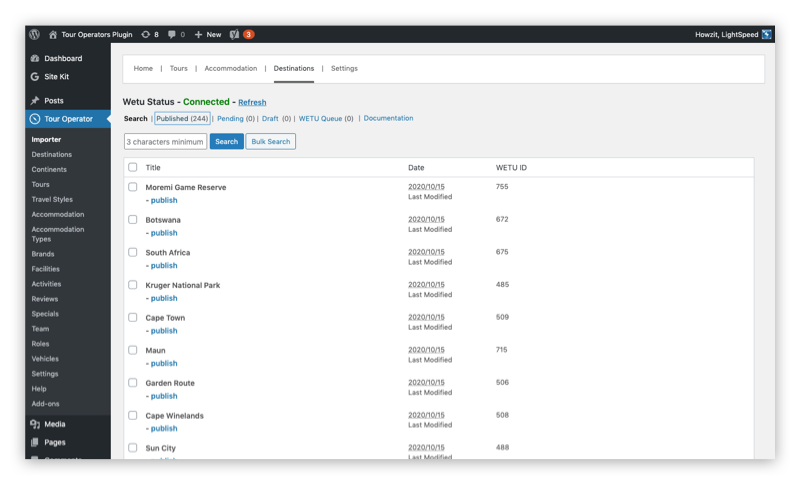 Tour Operators Plugin 8 0 New 3 Howzit, LightSpeed
Dashboard
Site Kit
Posts
Tour Operator
Importer
Destinations
Continents
Tours
Travel Styles
Accommodation
Accommodation
Types
Brands
Facilities
Activities
Reviews
Specials
Team
Roles
Vehicles
Settings
Help
Add-ons
Media
Pages
Home | Tours | Accommodation | Destinations | Settings
Wetu Status - Connected - Refresh
Search | Published (244) | Pending (0) | Draft (0) | WETU Queue (0) | Documentation
3 characters minimum Search Bulk Search
Title Date WETU ID
Moremi Game Reserve 2020/10/15 755
- publish Last Modified
Botswana 2020/10/15 672
- publish Last Modified
South Africa 2020/10/15 675
- publish Last Modified
Kruger National Park 2020/10/15 485
- publish Last Modified
Cape Town 2020/10/15 509
- publish Last Modified
Maun 2020/10/15 715
- publish Last Modified
Garden Route 2020/10/15 506
- publish Last Modified
Cape Winelands 2020/10/15 508
- publish Last Modified
Sun City 2020/10/15 488
Last Modified